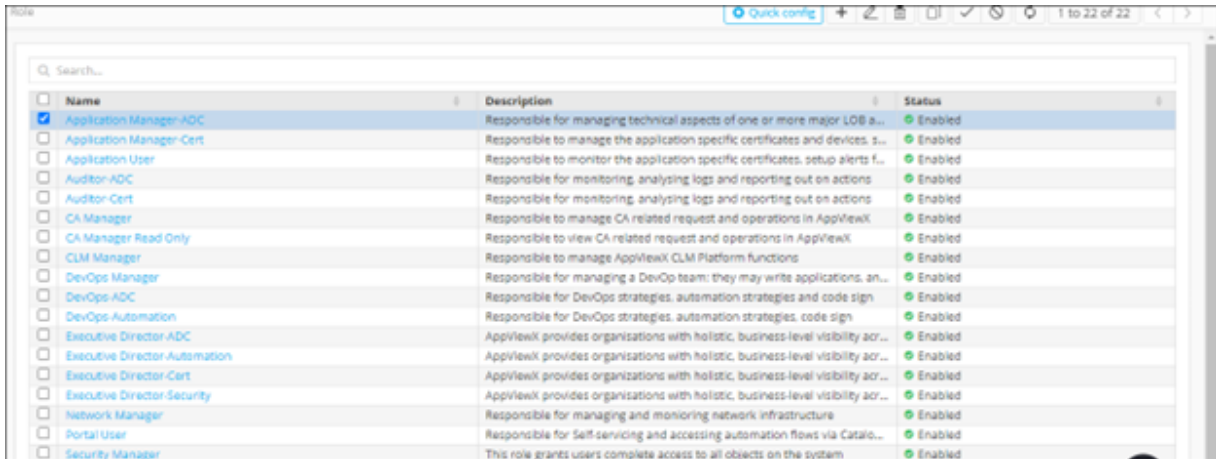 Role Quick config 1 to 22 of 22
Search...
Name Description Status
Application Manager-ADC Responsible for managing technical aspects of one or more major LOB a... Enabled
Application Manager-Cert Responsible to manage the application specific certificates and devices, s... Enabled
Application User Responsible to monitor the application specific certificates, setup alerts f... Enabled
Auditor-ADC Responsible for monitoring, analysing logs and reporting out on actions Enabled
Auditor-Cert Responsible for monitoring, analysing logs and reporting out on actions Enabled
CA Manager Responsible to manage CA related request and operations in AppViewX Enabled
CA Manager Read Only Responsible to view CA related request and operations in AppViewX Enabled
CLM Manager Responsible to manage AppViewX CLM Platform functions Enabled
DevOps Manager Responsible for managing a DevOp team: they may write applications, an... Enabled
DevOps-ADC Responsible for DevOps strategies, automation strategies and code sign Enabled
DevOps-Automation Responsible for DevOps strategies, automation strategies, code sign Enabled
Executive Director-ADC AppViewX provides organisations with holistic, business-level visibility acr... Enabled
Executive Director-Automation AppViewX provides organisations with holistic, business-level visibility acr... Enabled
Executive Director-Cert AppViewX provides organizations with holistic, business-level visibility acr... Enabled
Executive Director-Security AppViewX provides organisations with holistic, business-level visibility acr... Enabled
Network Manager Responsible for managing and monioring network infrastructure Enabled
Portal User Responsible for Self-servicing and accessing automation flows via Catalo... Enabled
Security Manager This role grants users complete access to all objects on the system Enabled